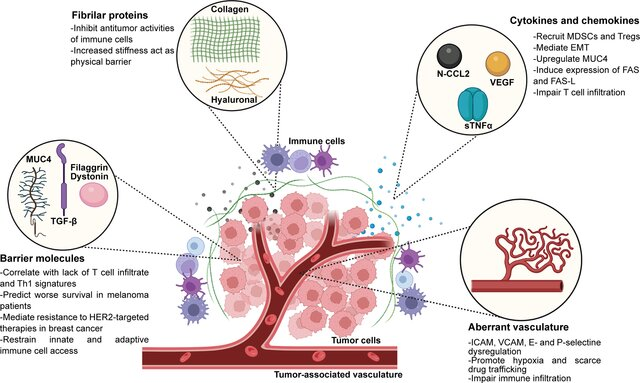 Fibrilar proteins
-Inhibit antitumor activities
of immune cells
-Increased stiffness act as
physical barrier
Collagen
Hyaluronal
Cytokines and chemokines
-Recruit MDSCs and Tregs
-Mediate EMT
-Upregulate MUC4
-Induce expression of FAS
and FAS-L
-Impair T cell infiltration
N-CCL2
VEGF
sTNFα
Immune cells
MUC4
Filaggrin
Dystonin
TGF-β
Barrier molecules
-Correlate with lack of T cell infiltrate
and Th1 signatures
-Predict worse survival in melanoma
patients
-Mediate resistance to HER2-targeted
therapies in breast cancer
-Restrain innate and adaptive
immune cell access
Tumor cells
Tumor-associated vasculature
Aberrant vasculature
-ICAM, VCAM, E- and P-selectine
dysregulation
-Promote hypoxia and scarce
drug trafficking
-Impair immune infiltration